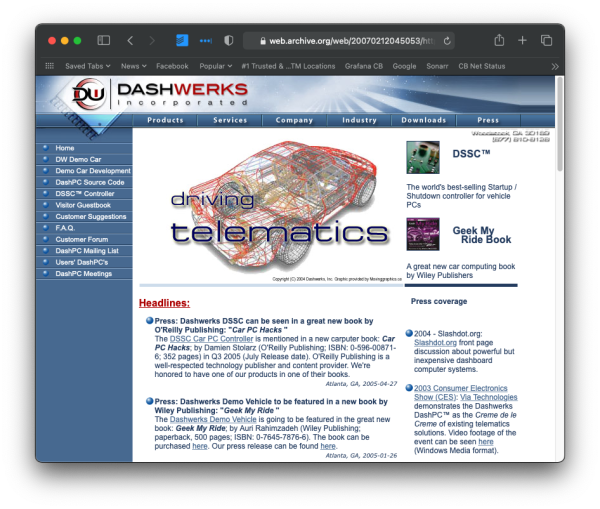 web.archive.org/web/20070212045053/htt
Saved Tabs
News
Facebook
Popular
#1 Trusted & ...TM Locations
Grafana CB
Google
Sonarr
CB Net Status
DW
DASHWERKS
Incorporated
Products
Services
Company
Industry
Downloads
Press
Woodstock, GA 30189
(877) 810-8128
Home
DW Demo Car
Demo Car Development
DashPC Source Code
DSSC™ Controller
Visitor Guestbook
Customer Suggestions
F.A.Q.
Customer Forum
DashPC Mailing List
Users' DashPC's
DashPC Meetings
driving
telematics
Copyright (C) 2004 Dashwerks, Inc. Graphic provided by Movinggraphics.us
DSSC™
The world's best-selling Startup /
Shutdown controller for vehicle
PCs
Geek My
Ride Book
A great new car computing book
by Wiley Publishers
Headlines:
Press: Dashwerks DSSC can be seen in a great new book by
O'Reilly Publishing: "Car PC Hacks "
The DSSC Car PC Controller is mentioned in a new carputer book: Car
PC Hacks; by Damien Stolarz (O'Reilly Publishing; ISBN: 0-596-00871-
6; 352 pages) in Q3 2005 (July Release date). O'Reilly Publishing is a
well-respected technology publisher and content provider. We're
honored to have one of our products in one of their books.
Atlanta, GA, 2005-04-27
Press: Dashwerks Demo Vehicle to be featured in a new book by
Wiley Publishing: "Geek My Ride "
The Dashwerks Demo Vehicle is going to be featured in the great new
book: Geek My Ride; by Auri Rahimzadeh (Wiley Publishing;
paperback, 500 pages; ISBN: 0-7645-7876-6). The book can be
purchased here. Our press release can be found here.
Atlanta, GA, 2005-01-26
Press coverage
2004 - Slashdot.org:
Slashdot.org front page
discussion about powerful but
inexpensive dashboard
computer systems.
2003 Consumer Electronics
Show (CES): Via Technologies
demonstrates the Dashwerks
DashPC™ as the Creme de le
Creme of existing telematics
solutions. Video footage of the
event can be seen here
(Windows Media format).